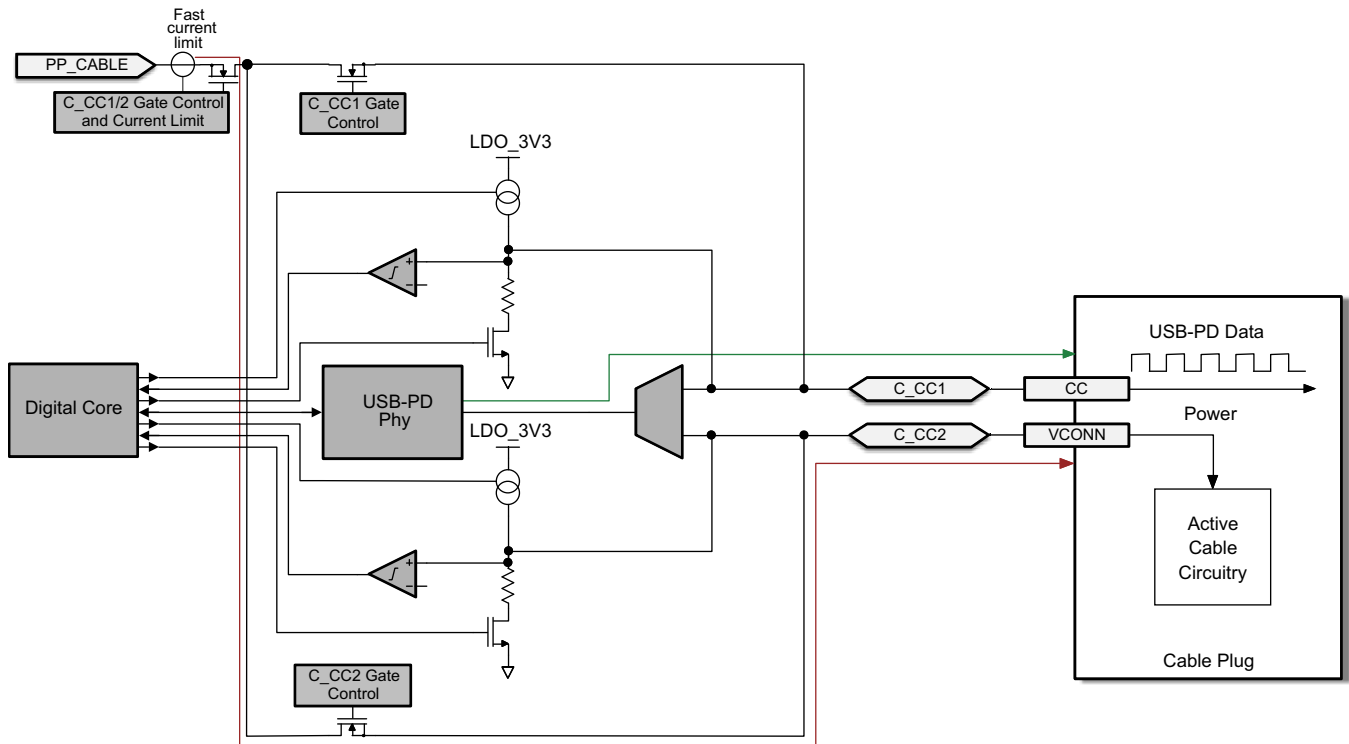 Fast
current
limit
PP_CABLE
C_CC1/2 Gate Control
and Current Limit
C_CC1 Gate
Control
LDO_3V3
+
−
Digital Core
USB-PD
Phy
LDO_3V3
+
−
C_CC2 Gate
Control
C_CC1
C_CC2
CC
VCONN
USB-PD Data
Power
Active
Cable
Circuitry
Cable Plug